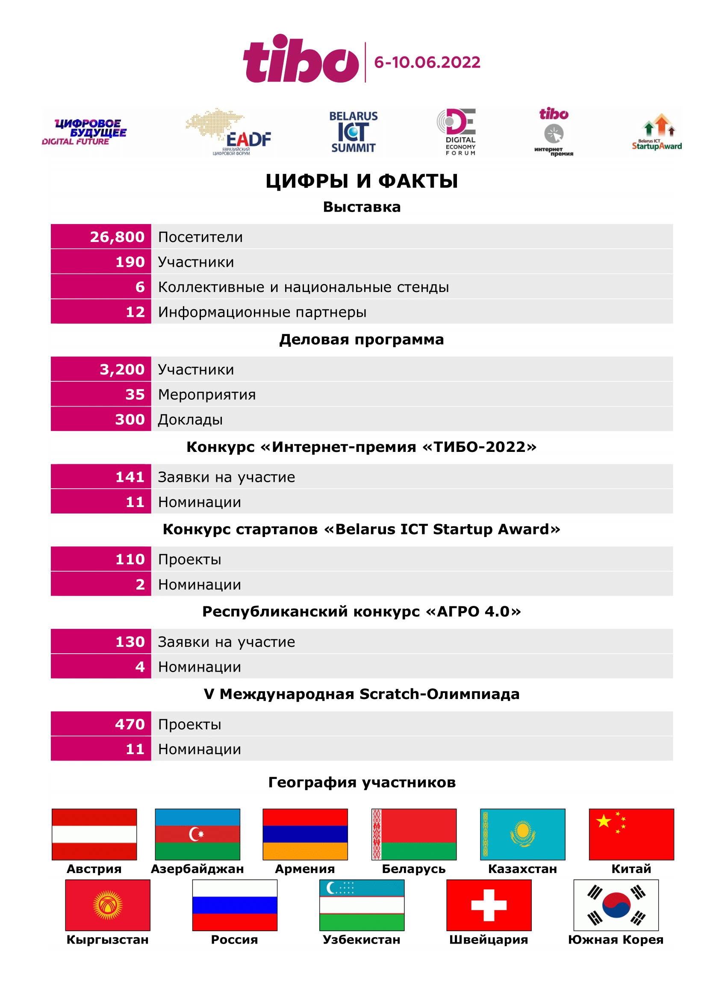 tibo 6-10.06.2022
ЦИФРОВОЕ
БУДУЩЕЕ
DIGITAL FUTURE
EADF
ЕВРАЗИЙСКИЙ
ЦИФРОВОЙ ФОРУМ
BELARUS
ICT
SUMMIT
DE
DIGITAL
ECONOMY
FORUM
tibo
интернет
премия
Belarus ICT
StartupAward
ЦИФРЫ И ФАКТЫ
Выставка
26,800 Посетители
190 Участники
6 Коллективные и национальные стенды
12 Информационные партнеры
Деловая программа
3,200 Участники
35 Мероприятия
300 Доклады
Конкурс «Интернет-премия «ТИБО-2022»
141 Заявки на участие
11 Номинации
Конкурс стартапов «Belarus ICT Startup Award»
110 Проекты
2 Номинации
Республиканский конкурс «АГРО 4.0»
130 Заявки на участие
4 Номинации
V Международная Scratch-Олимпиада
470 Проекты
11 Номинации
География участников
Австрия Азербайджан Армения Беларусь Казахстан Китай
Кыргызстан Россия Узбекистан Швейцария Южная Корея